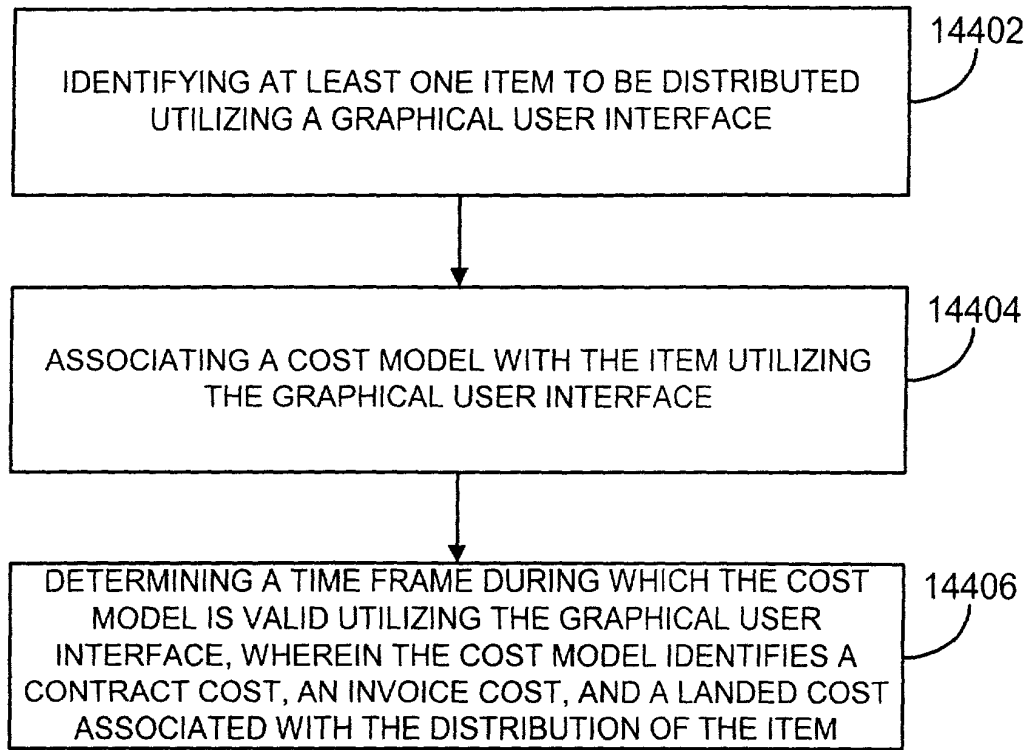 14402
IDENTIFYING AT LEAST ONE ITEM TO BE DISTRIBUTED
UTILIZING A GRAPHICAL USER INTERFACE
14404
ASSOCIATING A COST MODEL WITH THE ITEM UTILIZING
THE GRAPHICAL USER INTERFACE
14406
DETERMINING A TIME FRAME DURING WHICH THE COST
MODEL IS VALID UTILIZING THE GRAPHICAL USER
INTERFACE, WHEREIN THE COST MODEL IDENTIFIES A
CONTRACT COST, AN INVOICE COST, AND A LANDED COST
ASSOCIATED WITH THE DISTRIBUTION OF THE ITEM